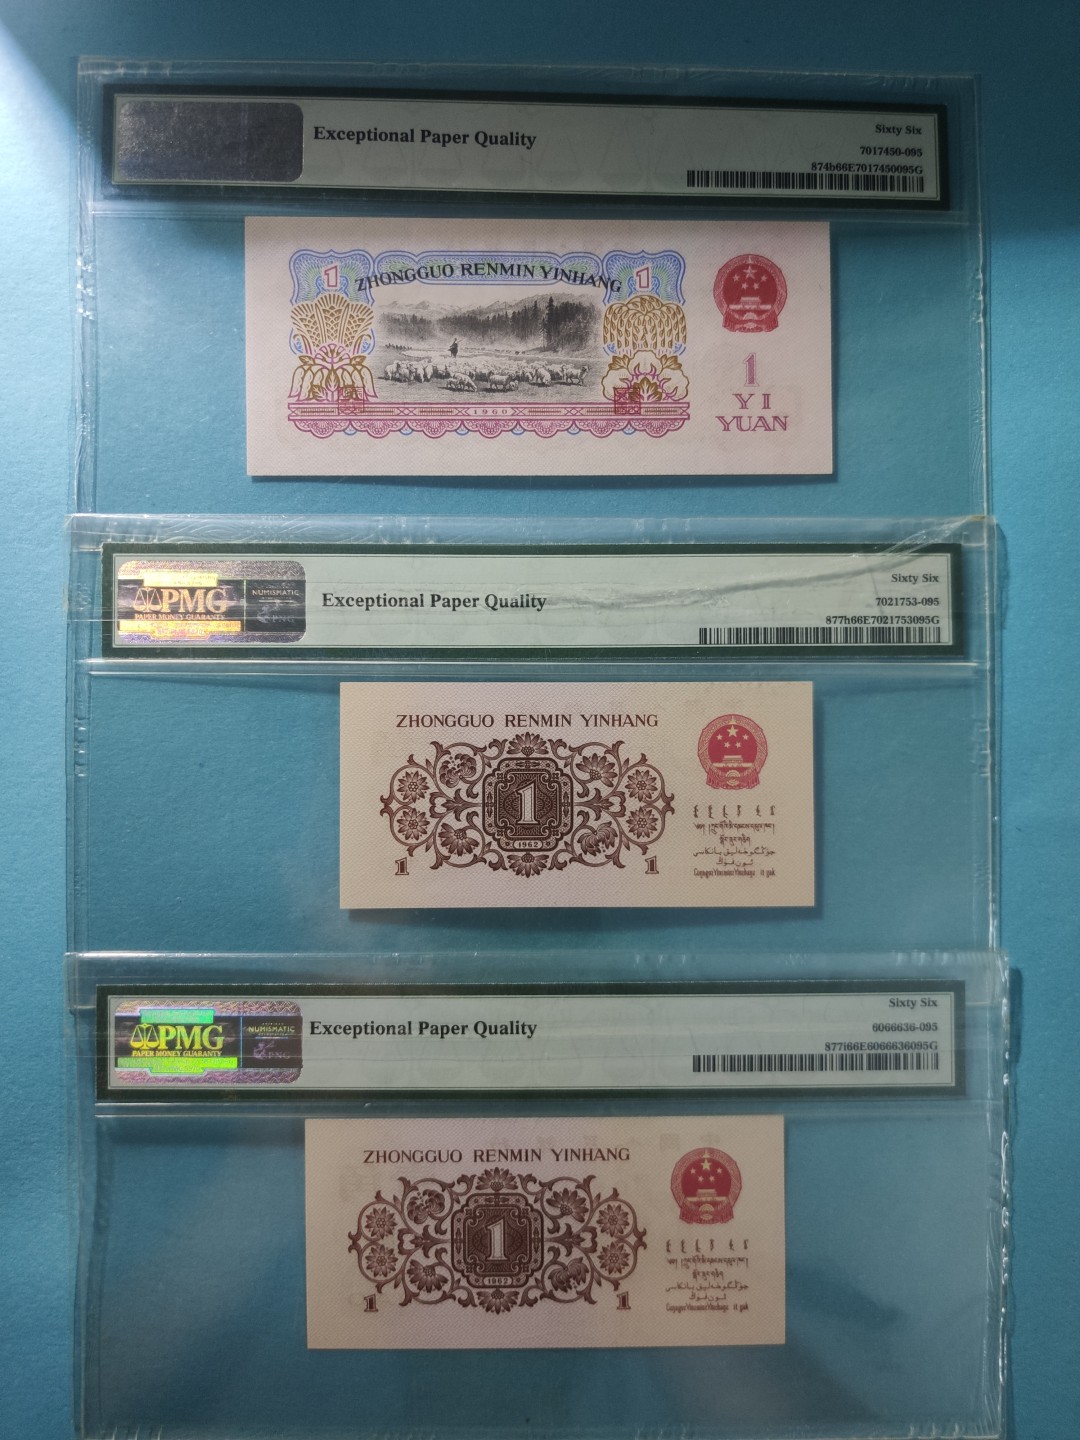 Exceptional Paper Quality
Sixty Six
7017450-095
874b66E7017450095G
1 ZHONGGUO RENMIN YINHANG 1
1
YI
YUAN
1960
PMG
PAPER MONEY GUARANTY
NUMISMATIC
Exceptional Paper Quality
Sixty Six
7021753-095
877h66E7021753095G
ZHONGGUO RENMIN YINHANG
1
1962
1 1
PMG
PAPER MONEY GUARANTY
NUMISMATIC
Exceptional Paper Quality
Sixty Six
6066636-095
877i66E6066636095G
ZHONGGUO RENMIN YINHANG
1
1962
1 1